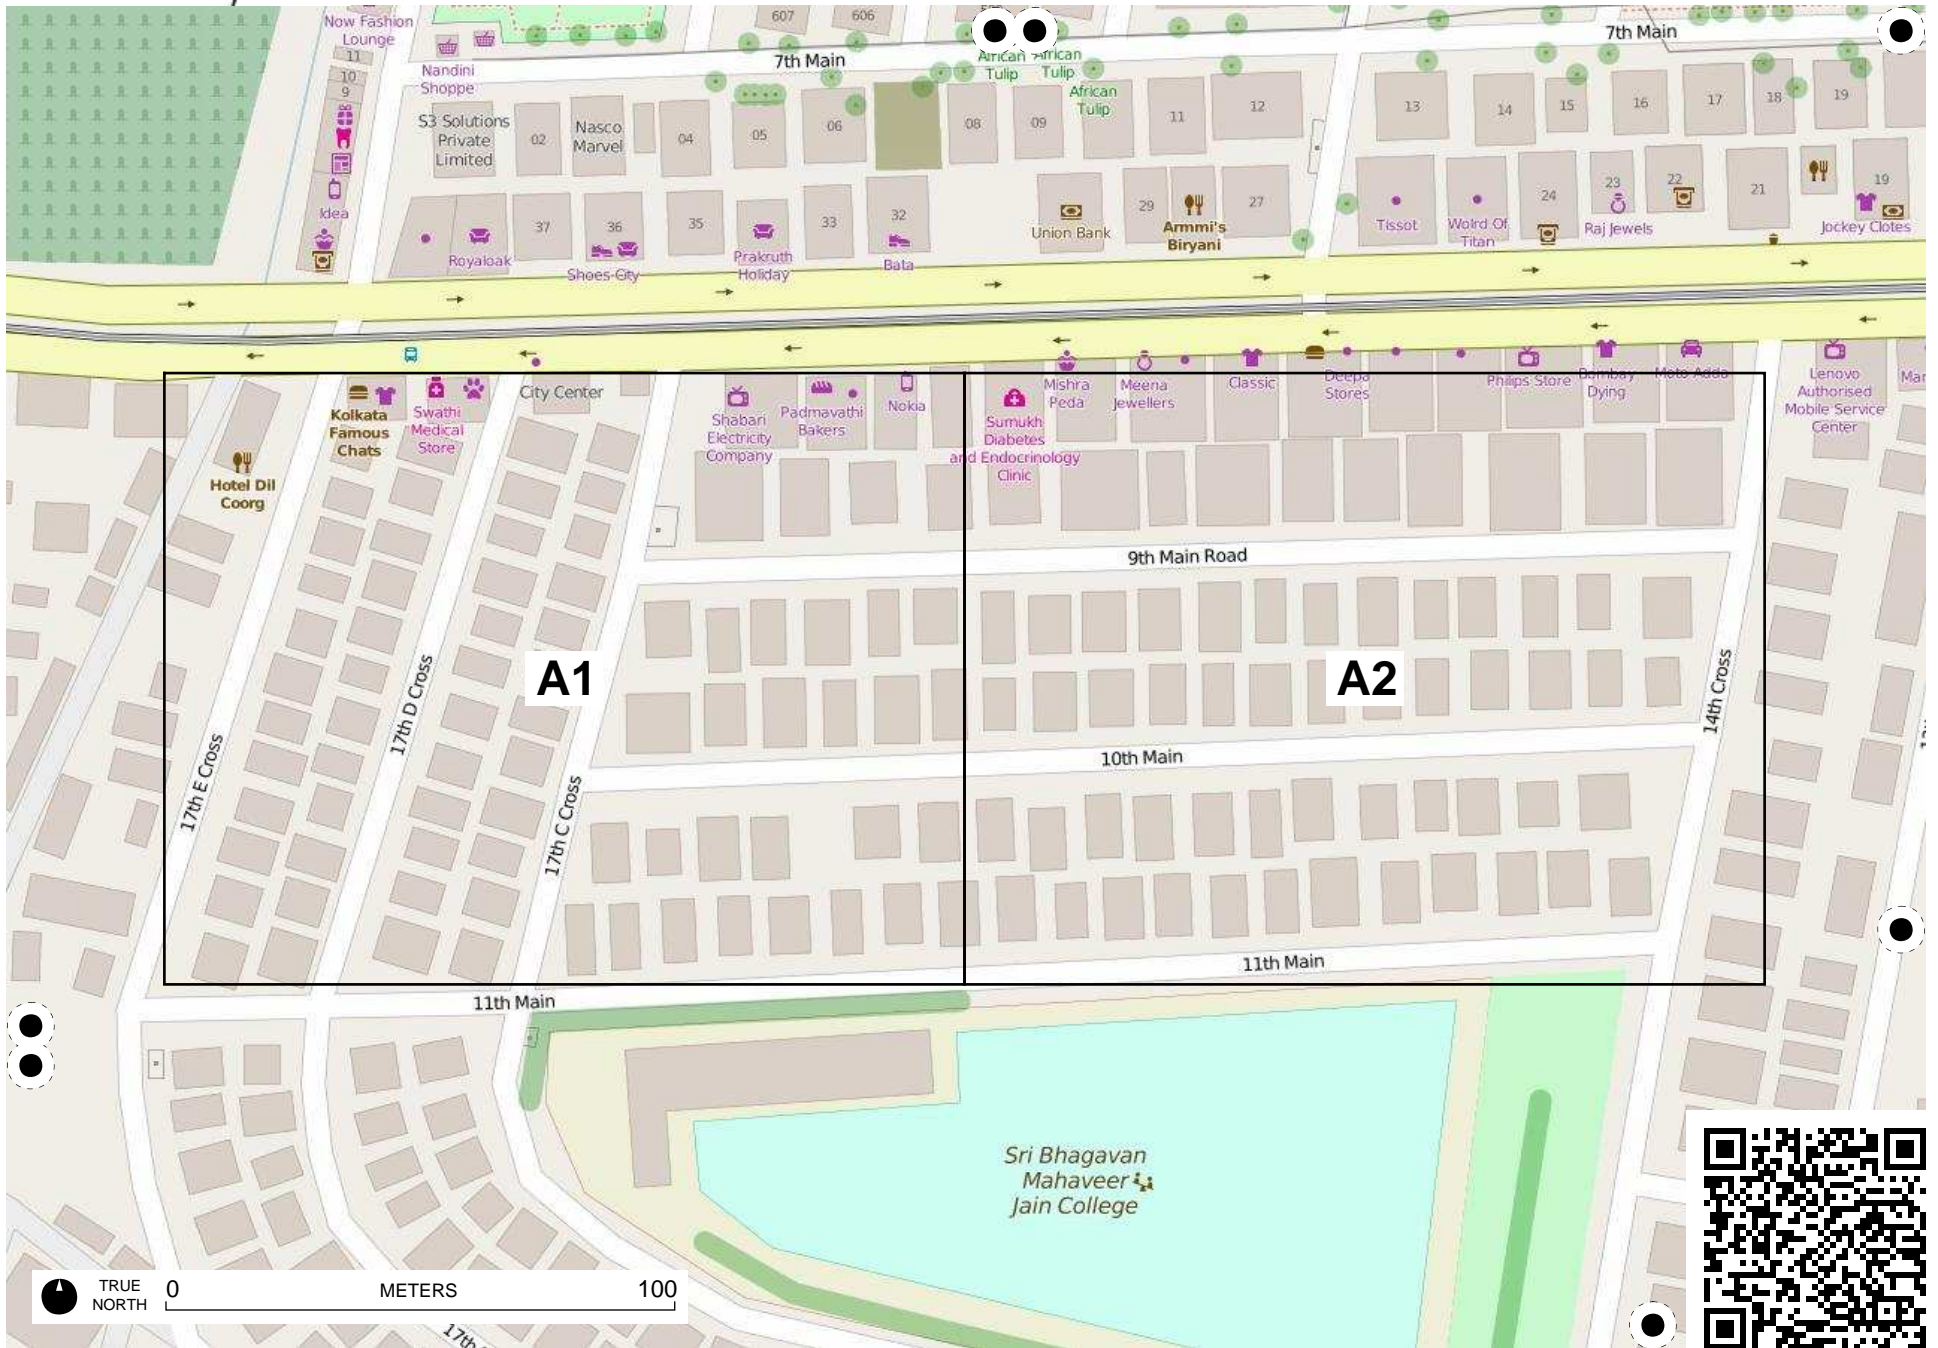 Now Fashion
Lounge
607
606
7th Main
7th Main
11
10
9
Nandini
Shoppe
African
Tulip
African
Tulip
African
Tulip
S3 Solutions
Private
Limited
02
Nasco
Marvel
04
05
06
08
09
11
12
13
14
15
16
17
18
19
Idea
Royaloak
37
36
Shoes-City
35
Prakruth
Holiday
33
32
Bata
Union Bank
29
Armmi's
Biryani
27
Tissot
Wolrd Of
Titan
24
23
Raj Jewels
22
21
19
Jockey Clotes
City Center
Kolkata
Famous
Chats
Swathi
Medical
Store
Shabari
Electricity
Company
Padmavathi
Bakers
Nokia
Mishra
Peda
Meena
Jewellers
Classic
Deepa
Stores
Philips Store
Bombay
Dying
Moto Adda
Lenovo
Authorised
Mobile Service
Center
Mar
Sumukh
Diabetes
and Endocrinology
Clinic
Hotel Dil
Coorg
9th Main Road
A1
A2
17th E Cross
17th D Cross
17th C Cross
14th Cross
10th Main
11th Main
11th Main
Sri Bhagavan
Mahaveer
Jain College
TRUE
NORTH
0
METERS
100
17th